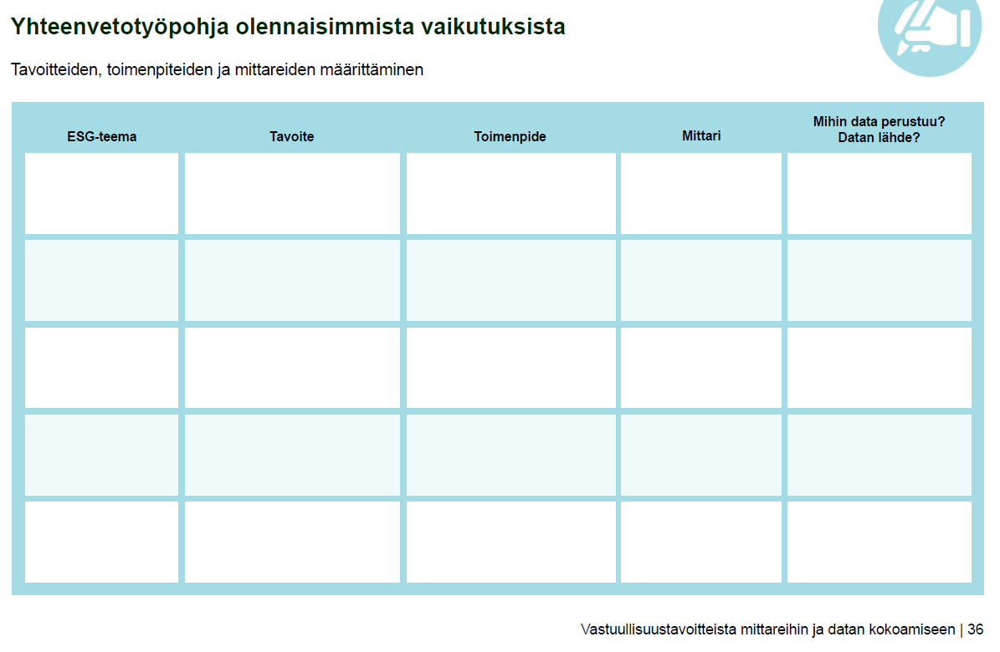 Yhteenvetotyöpohja olennaisimmista vaikutuksista
Tavoitteiden, toimenpiteiden ja mittareiden määrittäminen
ESG-teema
Tavoite
Toimenpide
Mittari
Mihin data perustuu?
Datan lähde?
Vastuullisuustavoitteista mittareihin ja datan kokoamiseen | 36